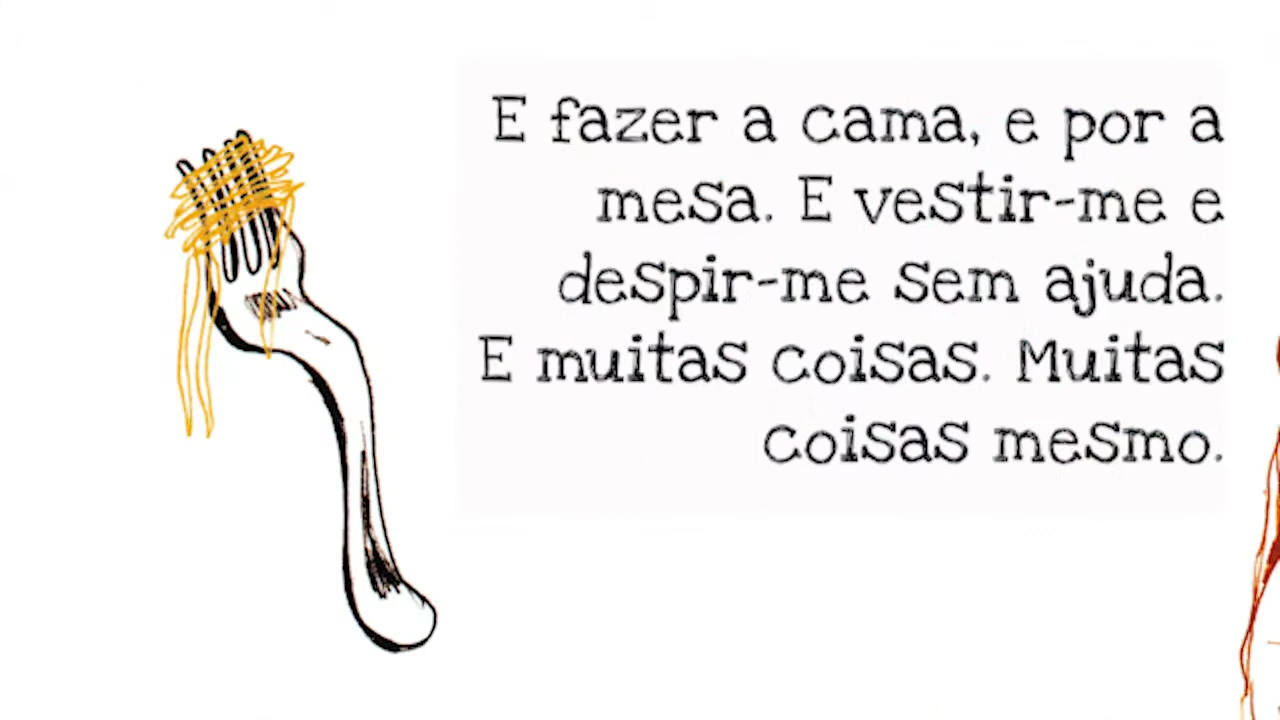 E fazer a cama, e por a
mesa. E vestir-me e
despir-me sem ajuda.
E muitas coisas. Muitas
coisas mesmo.